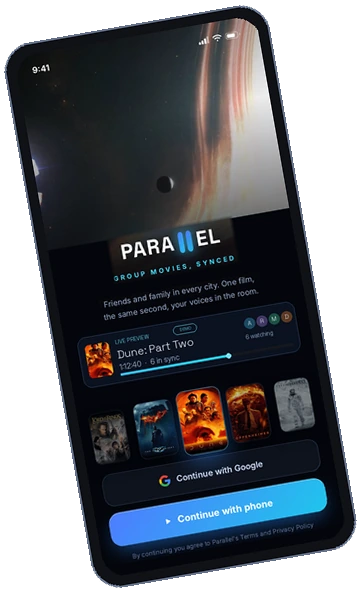 9:41
PARALLEL
GROUP MOVIES, SYNCED
Friends and family in every city. One film,
the same second, your voices in the room.
LIVE PREVIEW
Dune: Part Two
1:12:40 · 6 in sync
A R M D
6 watching
Continue with Google
Continue with phone
By continuing you agree to Parallel's Terms and Privacy Policy